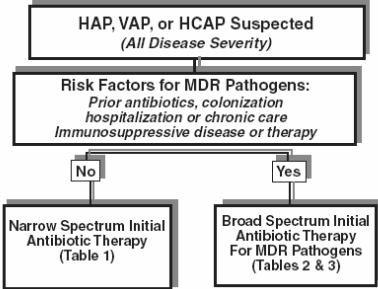 HAP, VAP, or HCAP Suspected
(All Disease Severity)
Risk Factors for MDR Pathogens:
Prior antibiotics, colonization
hospitalization or chronic care
Immunosuppressive disease or therapy
No
Yes
Narrow Spectrum Initial
Antibiotic Therapy
(Table 1)
Broad Spectrum Initial
Antibiotic Therapy
For MDR Pathogens
(Tables 2 & 3)